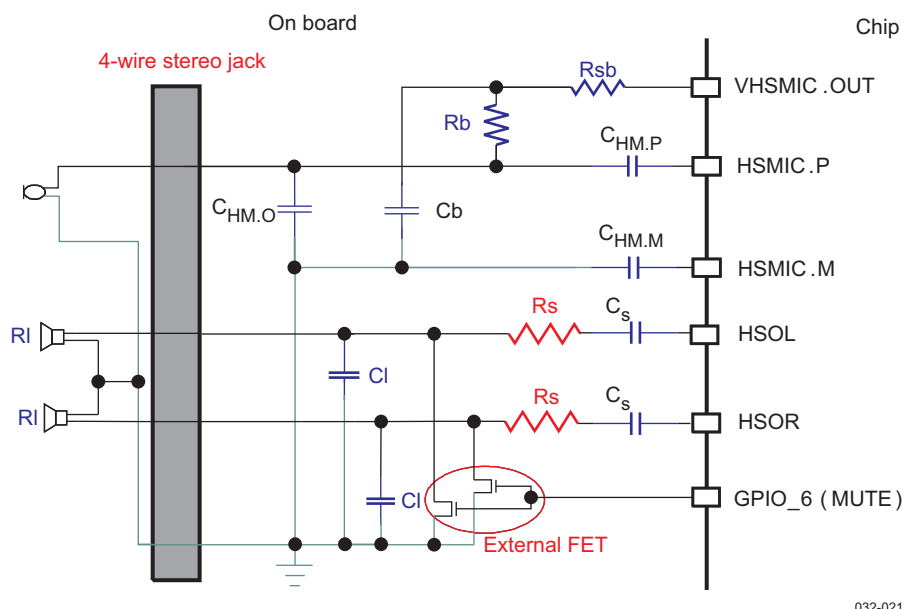 On board
Chip
4-wire stereo jack
Rsb
VHSMIC.OUT
Rb
CHM.P
HSMIC.P
CHM.O
Cb
CHM.M
HSMIC.M
Rs
Cs
HSOL
Rl
Cl
Rs
Cs
HSOR
Rl
Cl
GPIO_6 (MUTE)
External FET
032-021